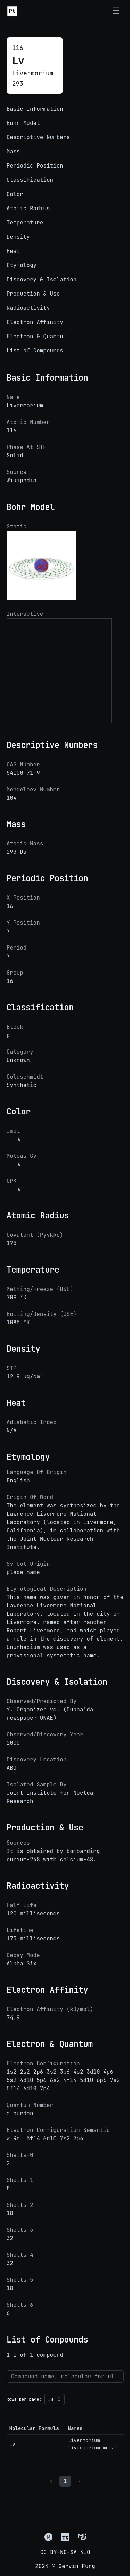 Pt
116
Lv
Livermorium
293
Basic Information
Bohr Model
Descriptive Numbers
Mass
Periodic Position
Classification
Color
Atomic Radius
Temperature
Density
Heat
Etymology
Discovery & Isolation
Production & Use
Radioactivity
Electron Affinity
Electron & Quantum
List of Compounds
Basic Information
Name
Livermorium
Atomic Number
116
Phase At STP
Solid
Source
Wikipedia
Bohr Model
Static
Interactive
Descriptive Numbers
CAS Number
54100-71-9
Mendeleev Number
104
Mass
Atomic Mass
293 Da
Periodic Position
X Position
16
Y Position
7
Period
7
Group
16
Classification
Block
p
Category
Unknown
Goldschmidt
Synthetic
Color
Jmol
#
Molcas Gv
#
CPK
#
Atomic Radius
Covalent (Pyykko)
175
Temperature
Melting/Freeze (USE)
709 °K
Boiling/Density (USE)
1085 °K
Density
STP
12.9 kg/cm³
Heat
Adiabatic Index
N/A
Etymology
Language Of Origin
English
Origin Of Word
The element was synthesized by the
Lawrence Livermore National
Laboratory (located in Livermore,
California), in collaboration with
the Joint Nuclear Research
Institute.
Symbol Origin
place name
Etymological Description
This name was given in honor of the
Lawrence Livermore National
Laboratory, located in the city of
Livermore, named after rancher
Robert Livermore, and which played
a role in the discovery of element.
Ununhexium was used as a
provisional systematic name.
Discovery & Isolation
Observed/Predicted By
Y. Organizer vd. (Dubna'da
newspaper ONAE)
Observed/Discovery Year
2000
Discovery Location
ABD
Isolated Sample By
Joint Institute for Nuclear
Research
Production & Use
Sources
It is obtained by bombarding
curium-248 with calcium-48.
Radioactivity
Half Life
120 milliseconds
Lifetime
173 milliseconds
Decay Mode
Alpha Six
Electron Affinity
Electron Affinity (kJ/mol)
74.9
Electron & Quantum
Electron Configuration
1s2 2s2 2p6 3s2 3p6 4s2 3d10 4p6
5s2 4d10 5p6 6s2 4f14 5d10 6p6 7s2
5f14 6d10 7p4
Quantum Number
a burden
Electron Configuration Semantic
*[Rn] 5f14 6d10 7s2 7p4
Shells-0
2
Shells-1
8
Shells-2
18
Shells-3
32
Shells-4
32
Shells-5
18
Shells-6
6
List of Compounds
1-1 of 1 compound
Compound name, molecular formul…
Rows per page: 10
Molecular Formula Names
livermorium
Lv livermorium metal
‹ 1 ›
N TS
CC BY-NC-SA 4.0
2024 © Gervin Fung